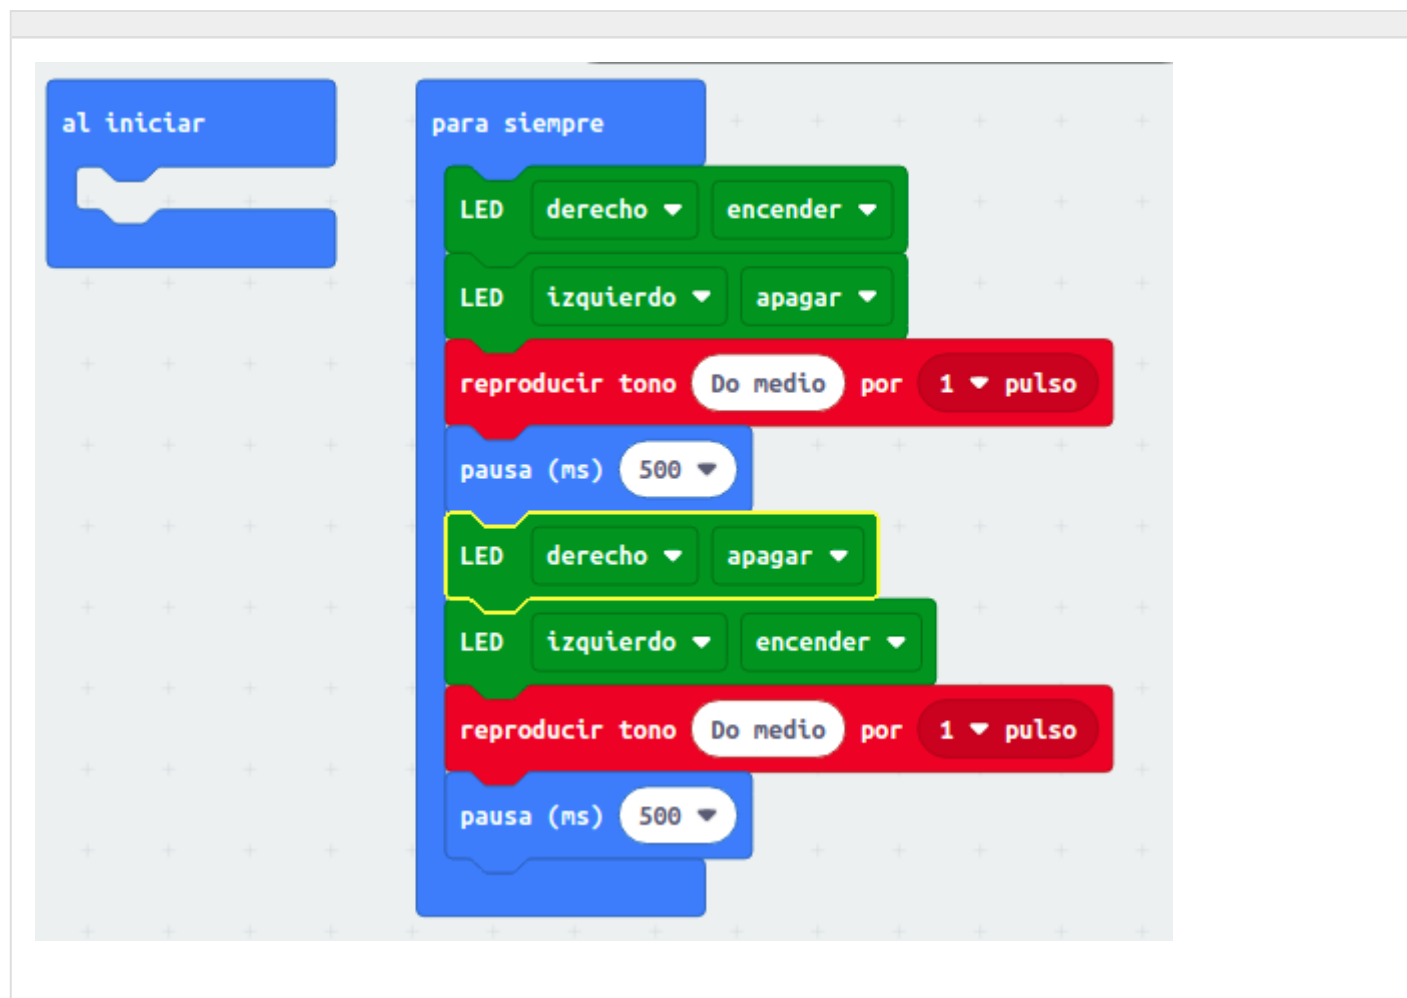 al iniciar
para siempre
LED derecho encender
LED izquierdo apagar
reproducir tono Do medio por 1 pulso
pausa (ms) 500
LED derecho apagar
LED izquierdo encender
reproducir tono Do medio por 1 pulso
pausa (ms) 500